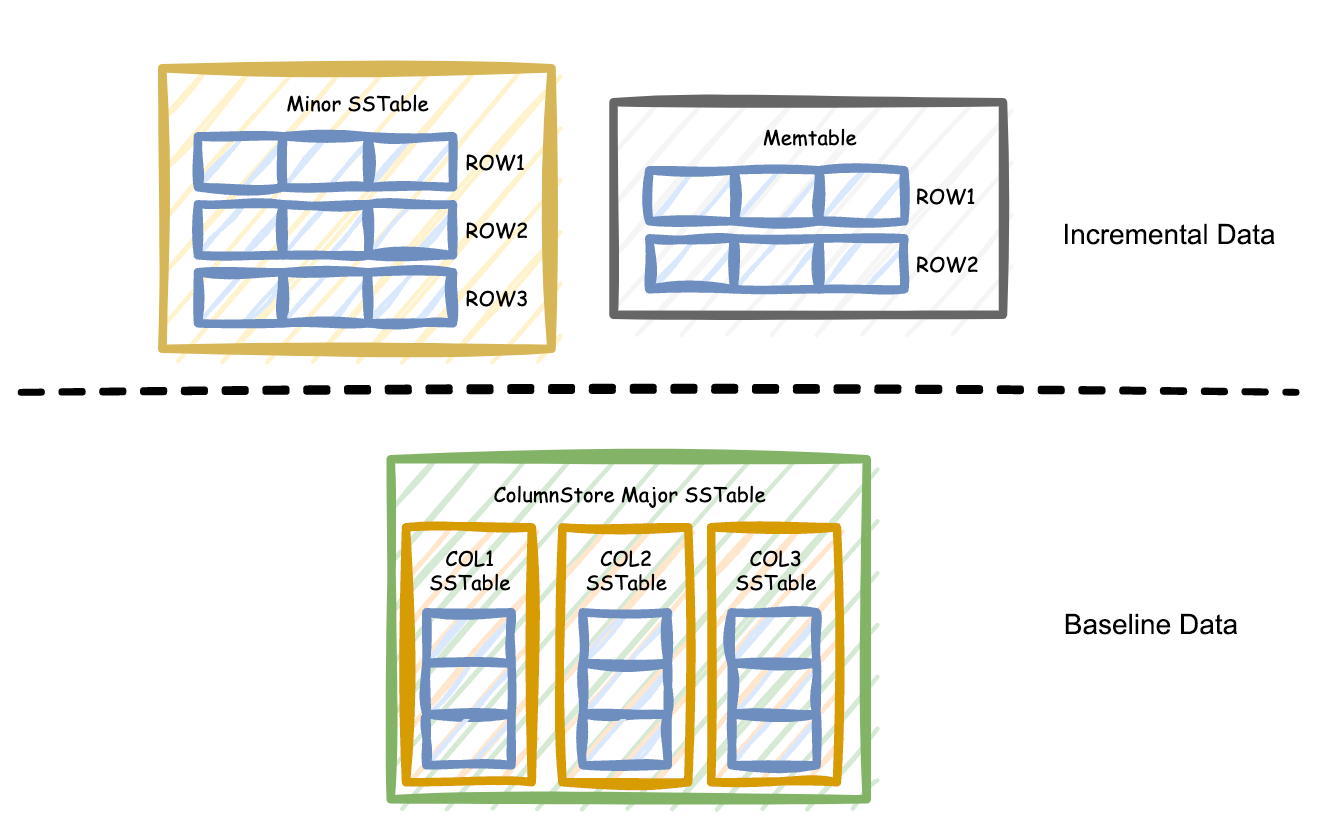 Minor SSTable
ROW1
ROW2
ROW3
Memtable
ROW1
ROW2
Incremental Data
ColumnStore Major SSTable
COL1
SSTable
COL2
SSTable
COL3
SSTable
Baseline Data